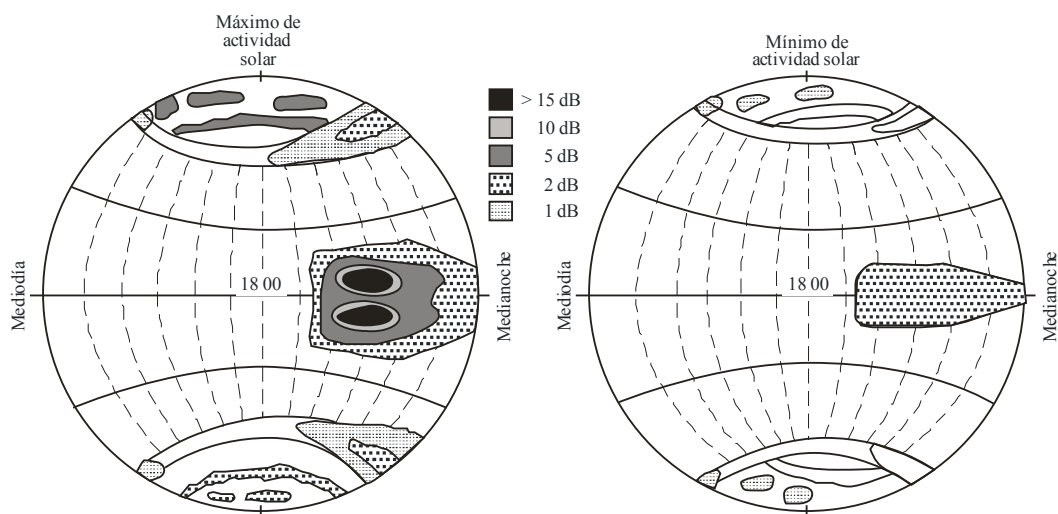 Máximo de
actividad
solar
Mediodía
18 00
Medianoche
> 15 dB
10 dB
5 dB
2 dB
1 dB
Mínimo de
actividad solar
Mediodía
18 00
Medianoche